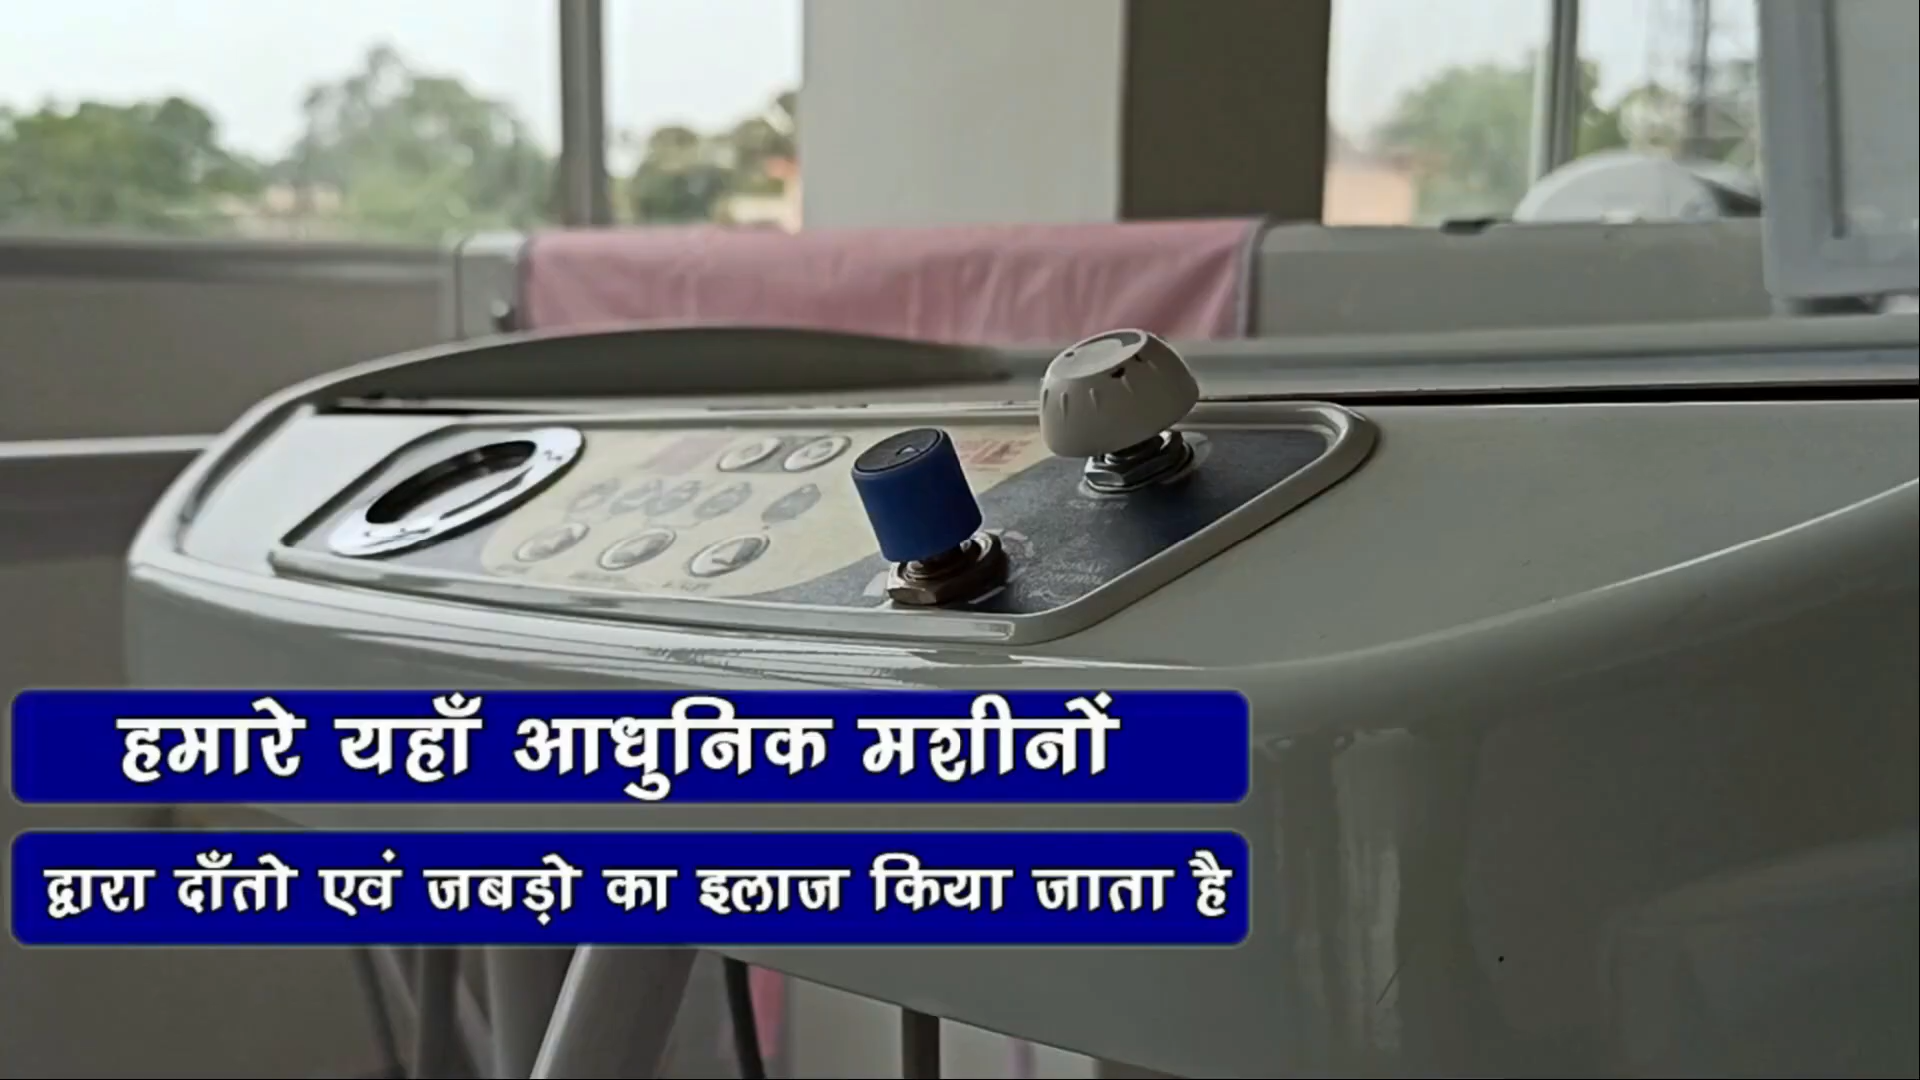 हमारे यहाँ आधुनिक मशीनों
द्वारा दाँतो एवं जबड़ो का इलाज किया जाता है